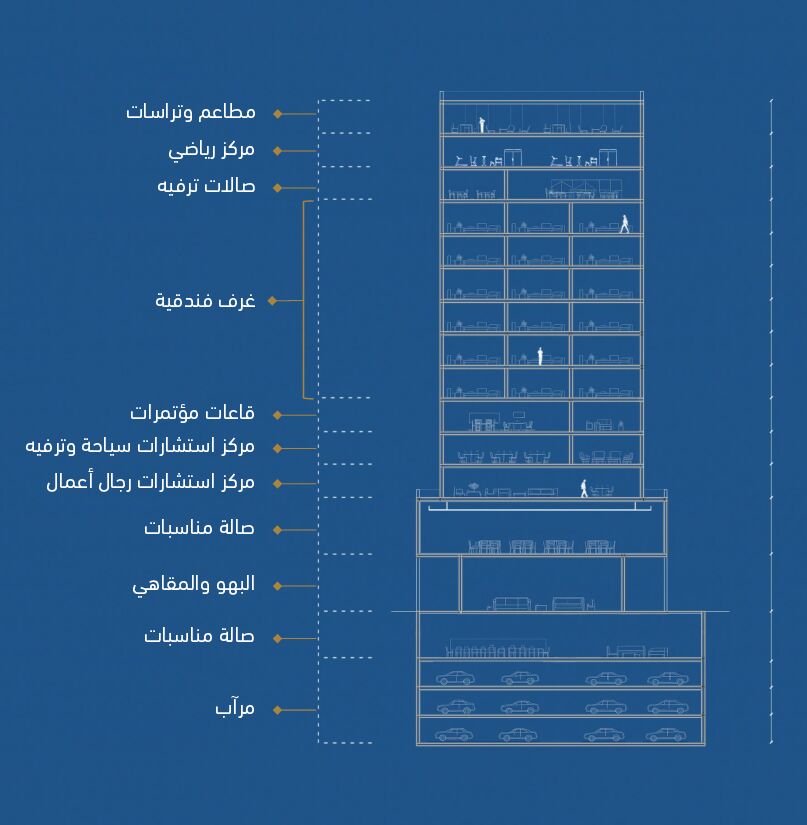 مطاعم وتراسات
مركز رياضي
صالات ترفيه
غرف فندقية
قاعات مؤتمرات
مركز استشارات سياحة وترفيه
مركز استشارات رجال أعمال
صالة مناسبات
البهو والمقاهي
صالة مناسبات
مرآب